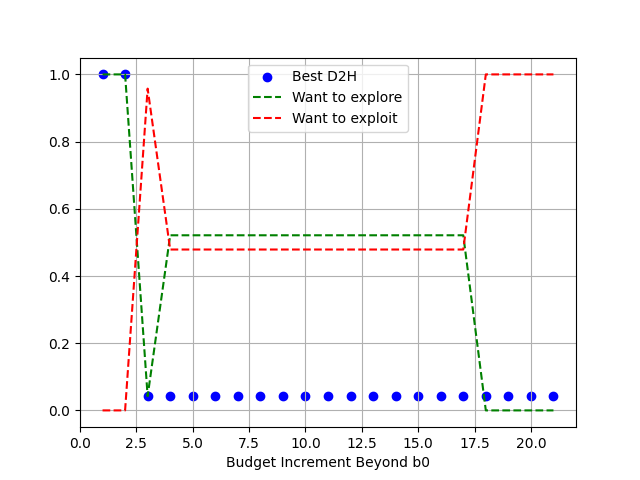 Best D2H
Want to explore
Want to exploit
1.0
0.8
0.6
0.4
0.2
0.0
0.0 2.5 5.0 7.5 10.0 12.5 15.0 17.5 20.0
Budget Increment Beyond b0